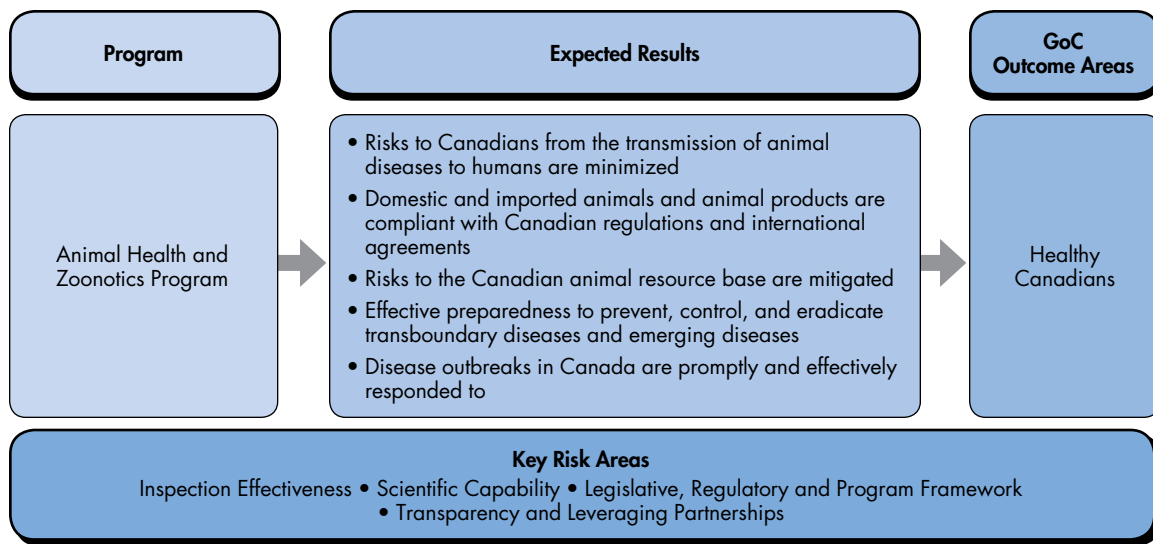 Program
Expected Results
GoC
Outcome Areas
Animal Health and
Zoonotics Program
• Risks to Canadians from the transmission of animal
diseases to humans are minimized
• Domestic and imported animals and animal products are
compliant with Canadian regulations and international
agreements
• Risks to the Canadian animal resource base are mitigated
• Effective preparedness to prevent, control, and eradicate
transboundary diseases and emerging diseases
• Disease outbreaks in Canada are promptly and effectively
responded to
Healthy
Canadians
Key Risk Areas
Inspection Effectiveness • Scientific Capability • Legislative, Regulatory and Program Framework
• Transparency and Leveraging Partnerships